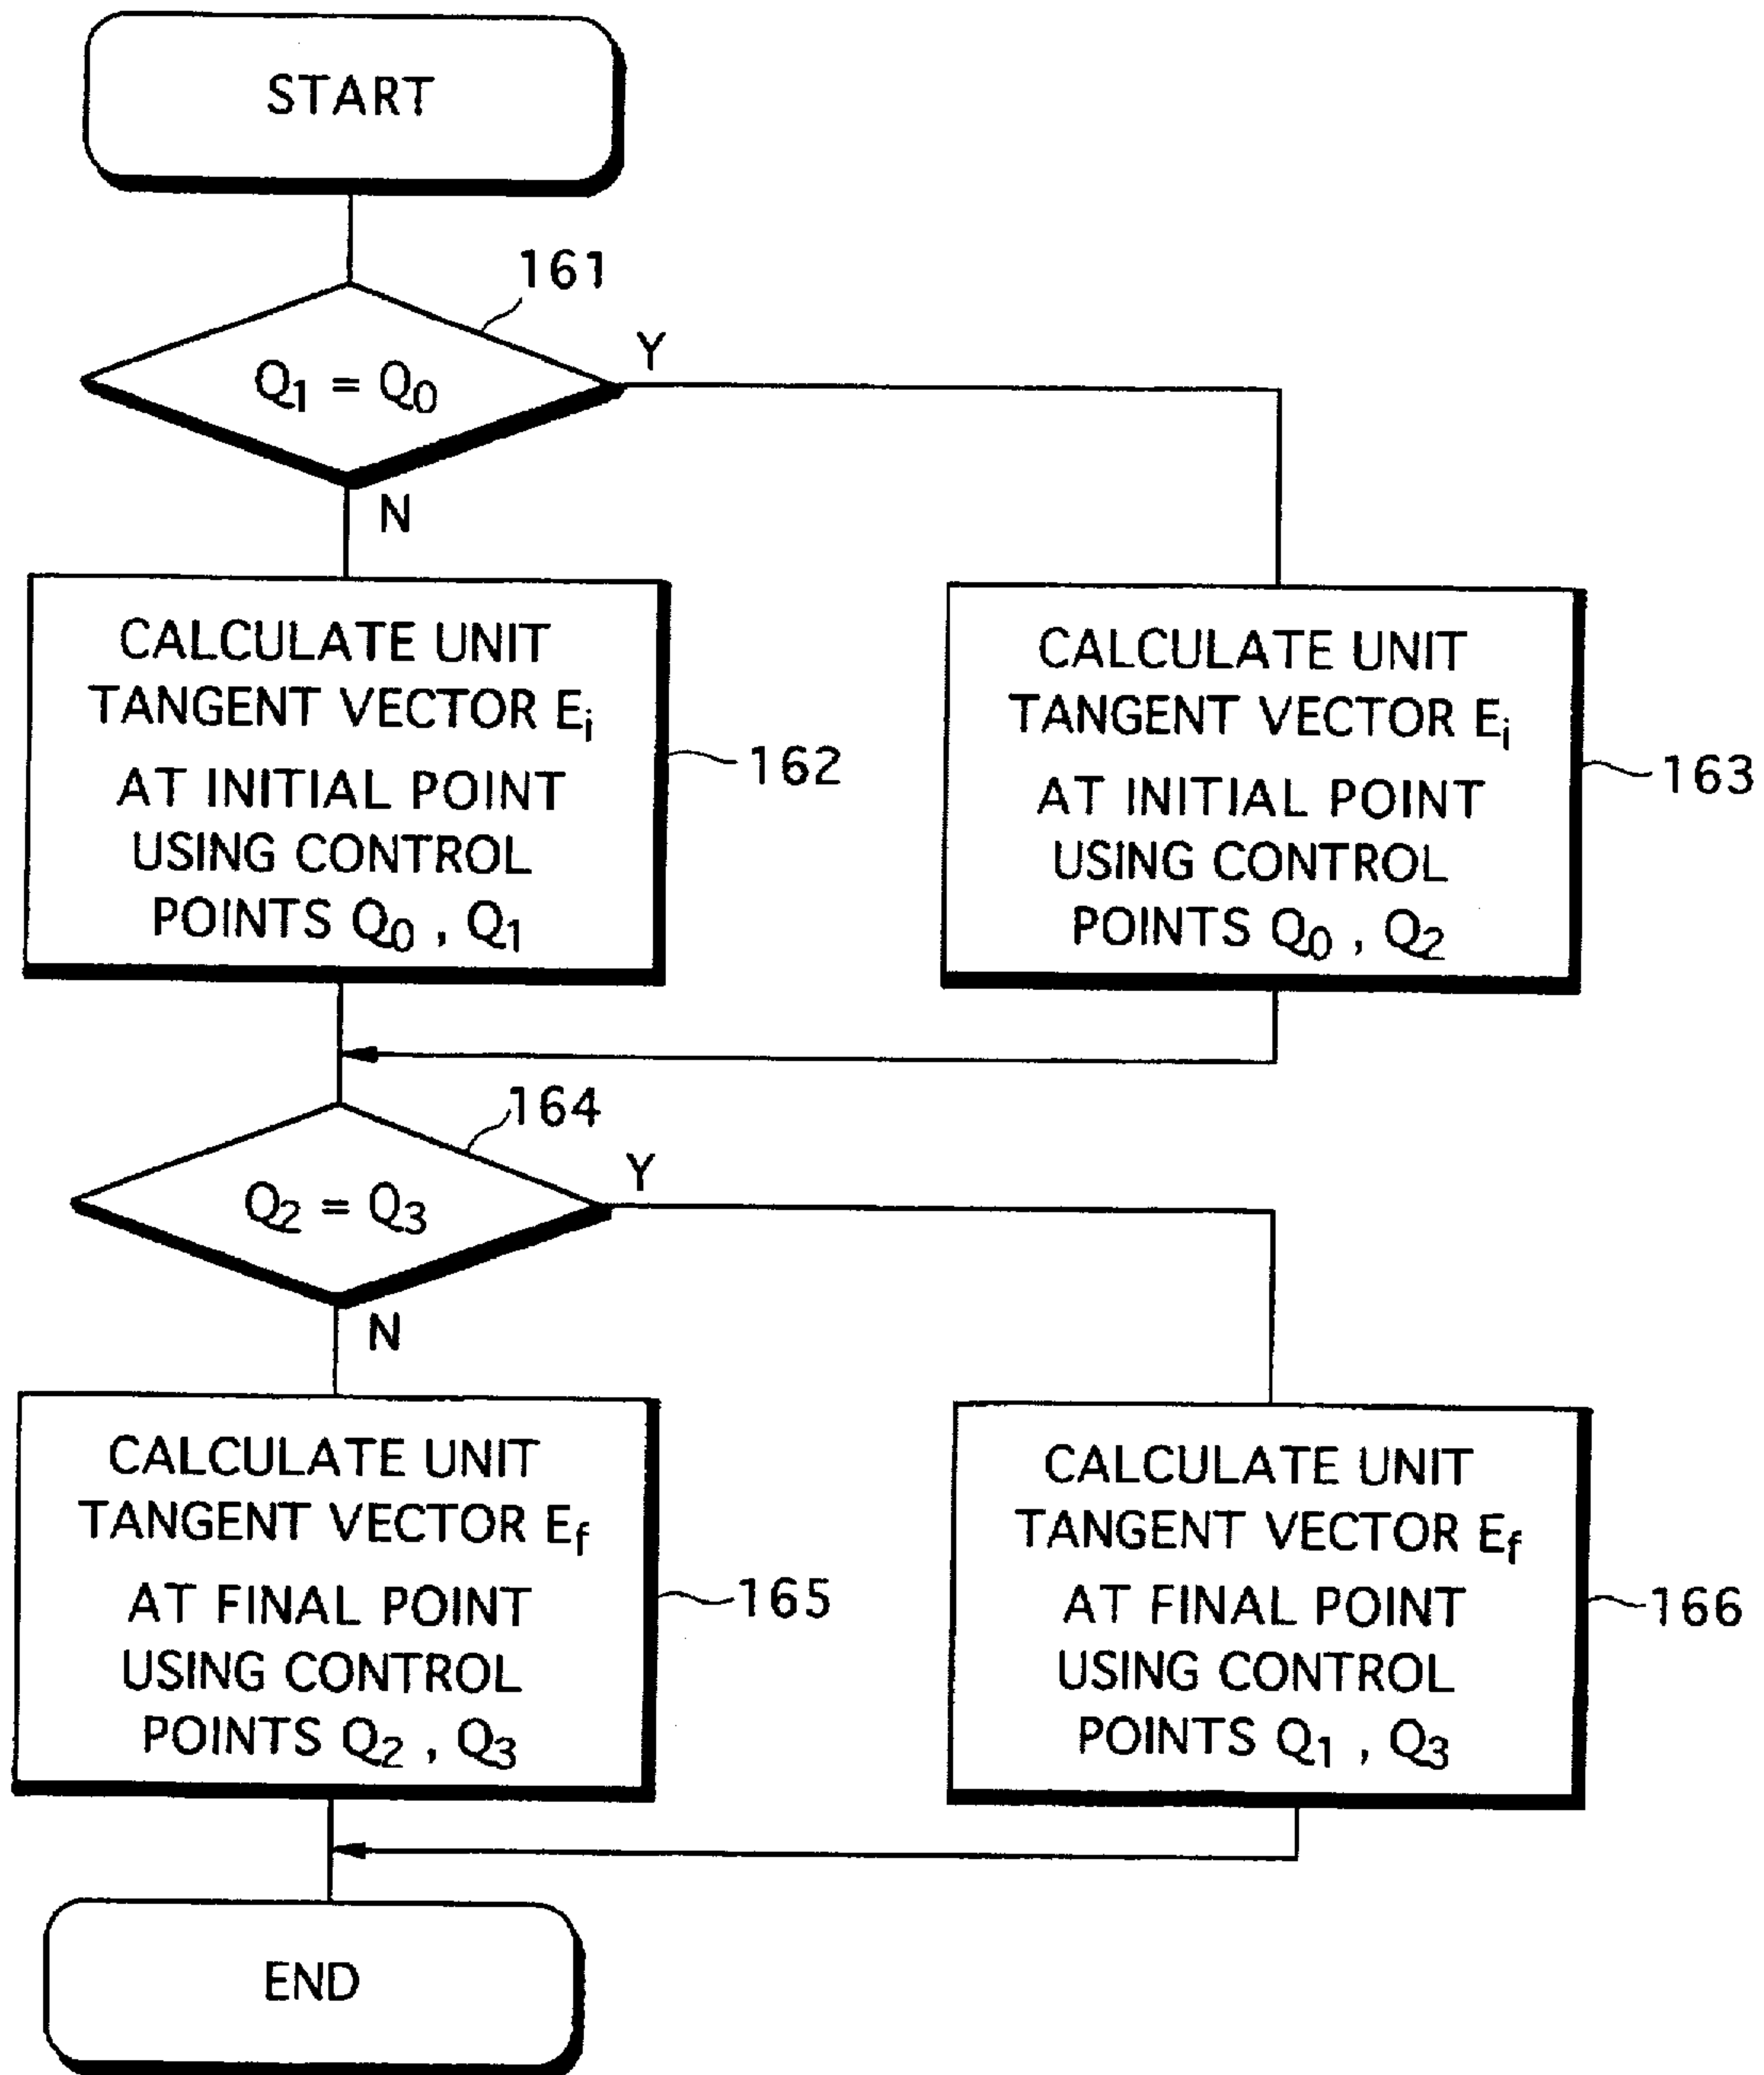 START
161
Q₁ = Q₀
Y
N
CALCULATE UNIT
TANGENT VECTOR Eᵢ
AT INITIAL POINT
USING CONTROL
POINTS Q₀ , Q₁
162
CALCULATE UNIT
TANGENT VECTOR Eᵢ
AT INITIAL POINT
USING CONTROL
POINTS Q₀ , Q₂
163
164
Q₂ = Q₃
Y
N
CALCULATE UNIT
TANGENT VECTOR E_f
AT FINAL POINT
USING CONTROL
POINTS Q₂ , Q₃
165
CALCULATE UNIT
TANGENT VECTOR E_f
AT FINAL POINT
USING CONTROL
POINTS Q₁ , Q₃
166
END